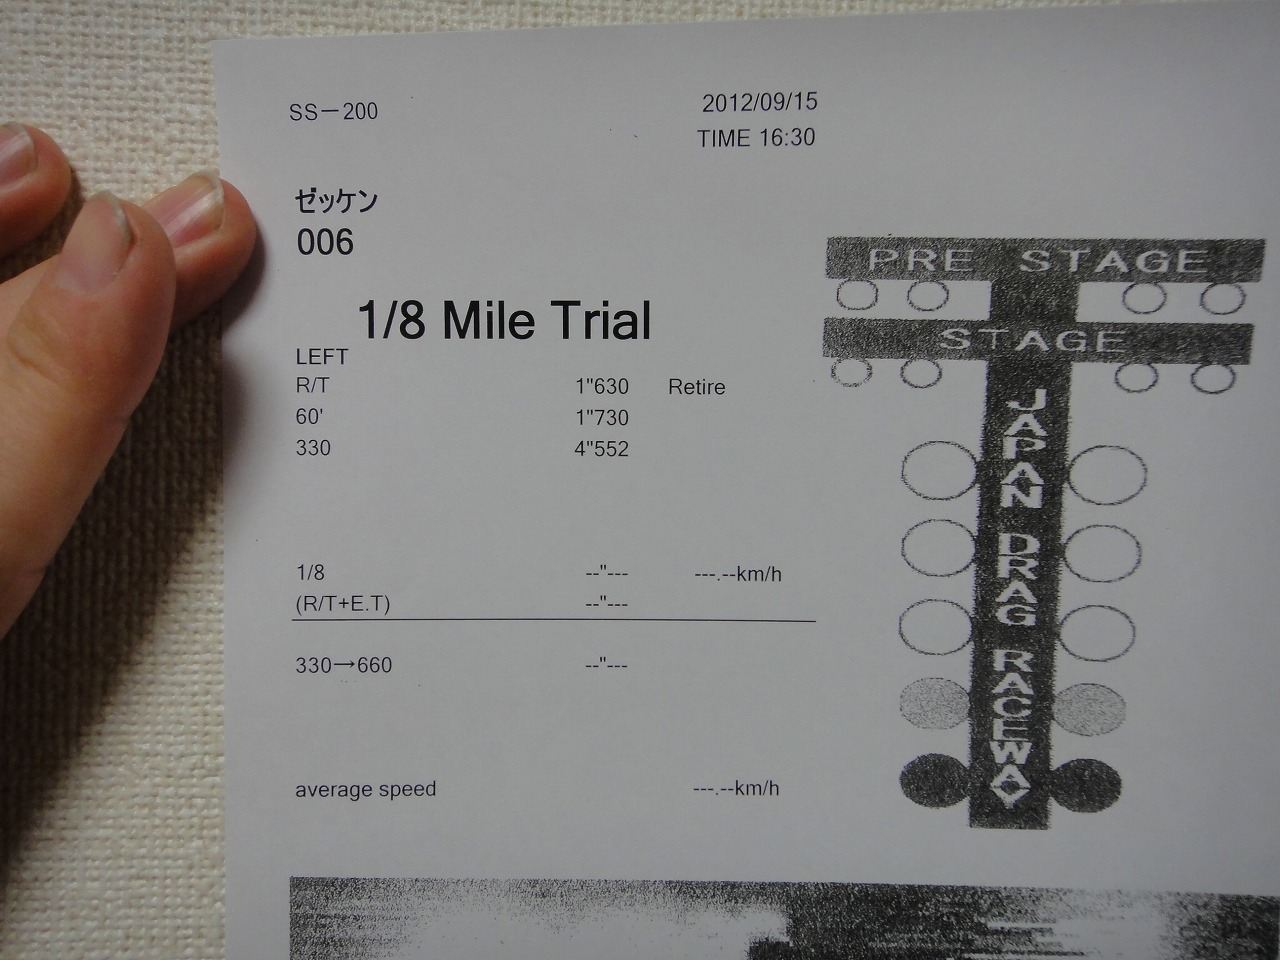 SS－200
2012/09/15
TIME 16:30
ゼッケン
006
1/8 Mile Trial
LEFT
R/T 1"630 Retire
60' 1"730
330 4"552
1/8 --"--- ---.--km/h
(R/T+E.T) --"---
330→660 --"---
average speed ---.--km/h
PRE STAGE
STAGE
JAPAN DRAG RACEWAY